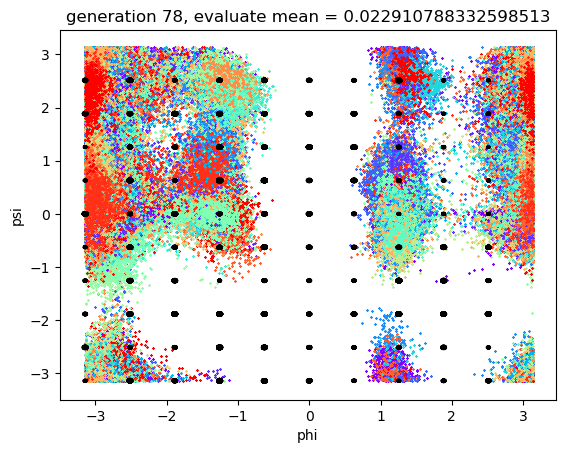 generation 78, evaluate mean = 0.022910788332598513
3
2
1
0
−1
−2
−3
psi
−3 −2 −1 0 1 2 3
phi